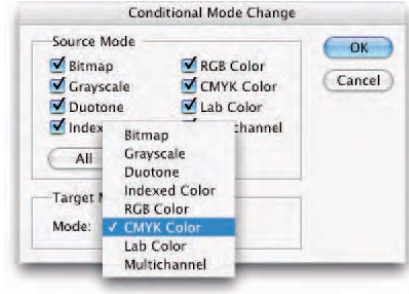 Conditional Mode Change
Source Mode
Bitmap
RGB Color
Grayscale
CMYK Color
Duotone
Lab Color
Index
channel
All
Target M
Mode:
Bitmap
Grayscale
Duotone
Indexed Color
RGB Color
✓ CMYK Color
Lab Color
Multichannel
OK
Cancel